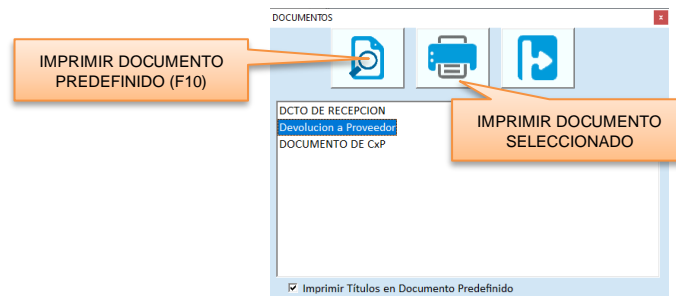 DOCUMENTOS
x
IMPRIMIR DOCUMENTO
PREDEFINIDO (F10)
DCTO DE RECEPCION
Devolucion a Proveedor
DOCUMENTO DE CxP
IMPRIMIR DOCUMENTO
SELECCIONADO
Imprimir Títulos en Documento Predefinido